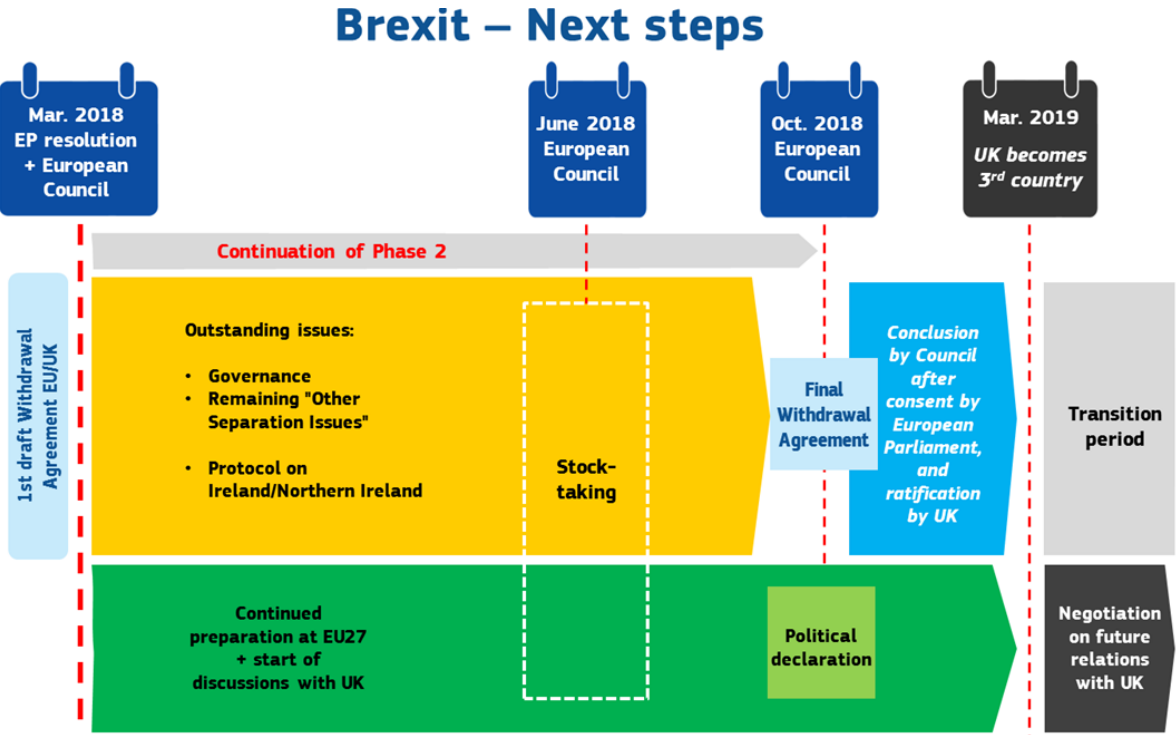 Brexit – Next steps
Mar. 2018
EP resolution
+ European
Council
June 2018
European
Council
Oct. 2018
European
Council
Mar. 2019
UK becomes
3rd country
Continuation of Phase 2
1st draft Withdrawal
Agreement EU/UK
Outstanding issues:
• Governance
• Remaining "Other
Separation Issues"
• Protocol on
Ireland/Northern Ireland
Stock-
taking
Final
Withdrawal
Agreement
Conclusion
by Council
after
consent by
European
Parliament,
and
ratification
by UK
Transition
period
Continued
preparation at EU27
+ start of
discussions with UK
Political
declaration
Negotiation
on future
relations
with UK